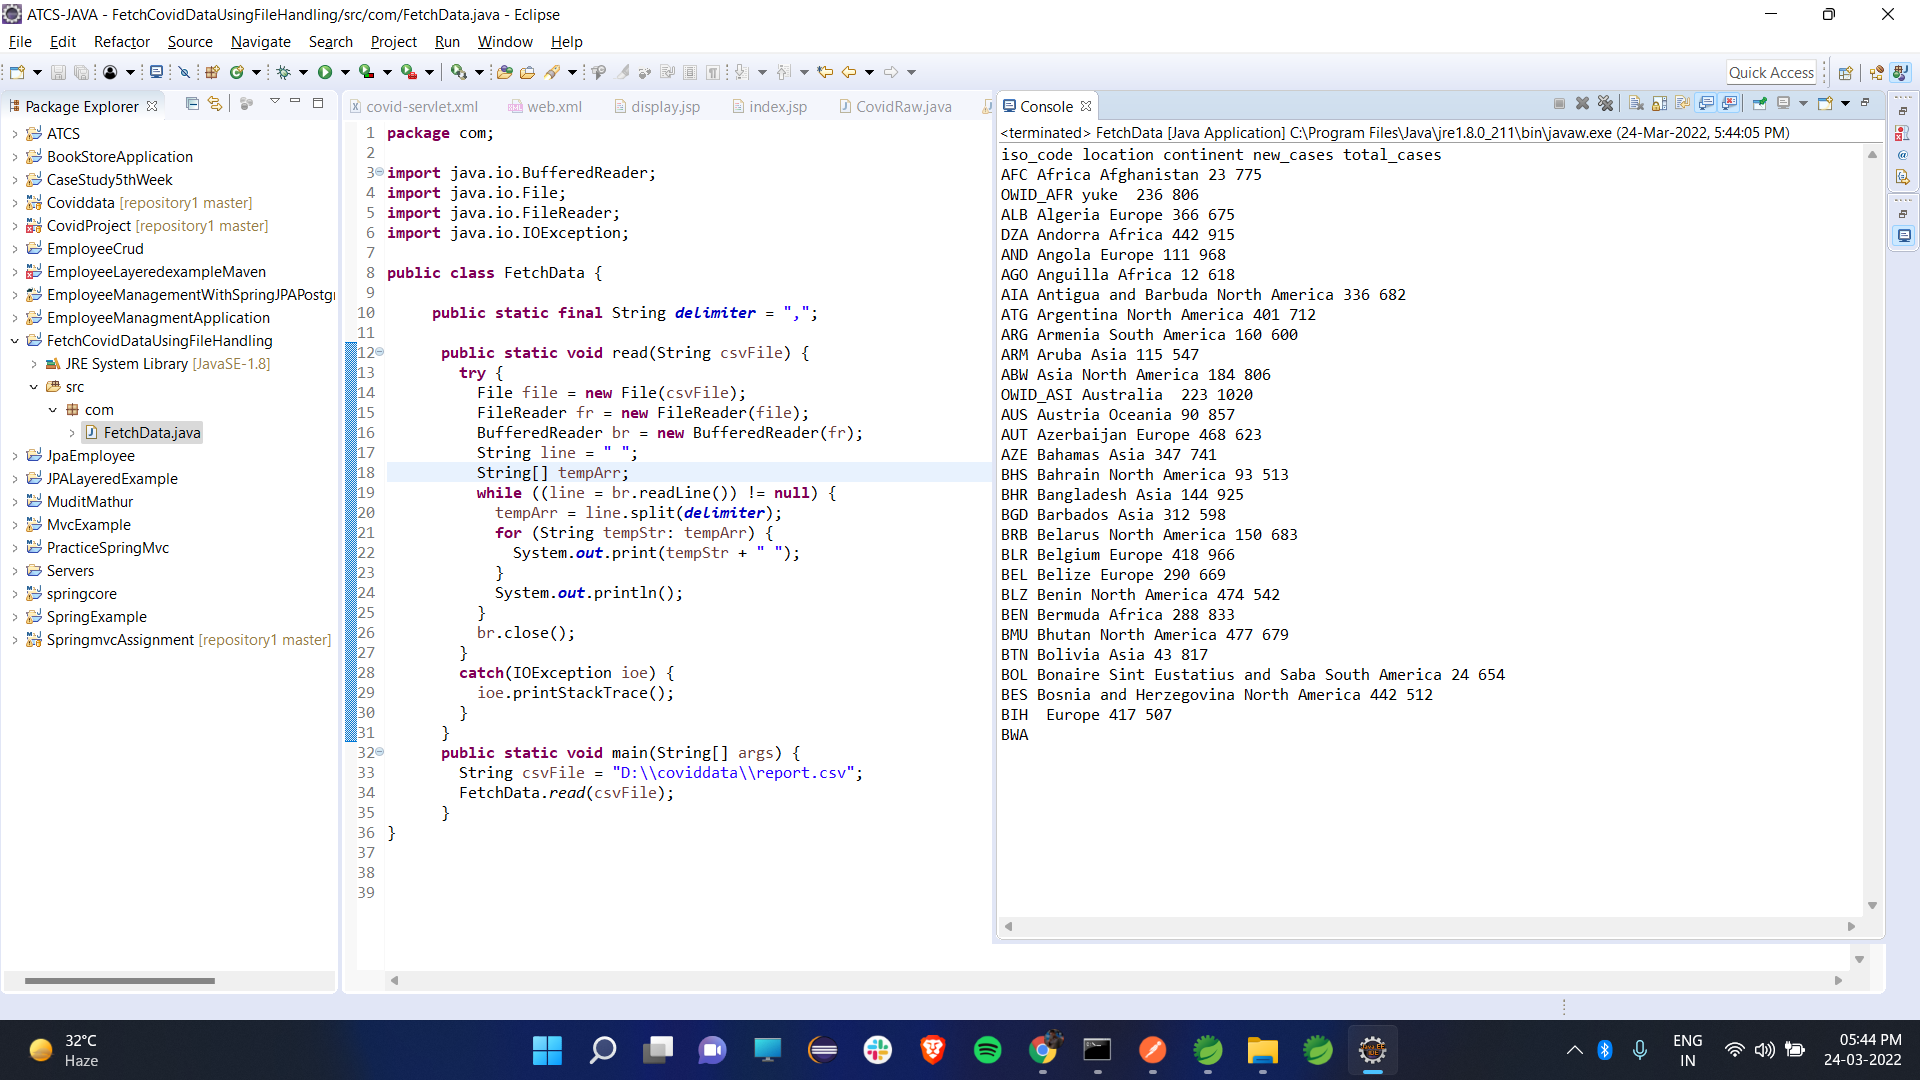 ATCS-JAVA - FetchCovidDataUsingFileHandling/src/com/FetchData.java - Eclipse
File Edit Refactor Source Navigate Search Project Run Window Help
Quick Access
Package Explorer
ATCS
BookStoreApplication
CaseStudy5thWeek
Coviddata [repository1 master]
CovidProject [repository1 master]
EmployeeCrud
EmployeeLayeredexampleMaven
EmployeeManagementWithSpringJPAPostgr
EmployeeManagmentApplication
FetchCovidDataUsingFileHandling
JRE System Library [JavaSE-1.8]
src
com
FetchData.java
JpaEmployee
JPALayeredExample
MuditMathur
MvcExample
PracticeSpringMvc
Servers
springcore
SpringExample
SpringmvcAssignment [repository1 master]
covid-servlet.xml web.xml display.jsp index.jsp CovidRaw.java
1 package com;
2
3 import java.io.BufferedReader;
4 import java.io.File;
5 import java.io.FileReader;
6 import java.io.IOException;
7
8 public class FetchData {
9
10 public static final String delimiter = ",";
11
12 public static void read(String csvFile) {
13 try {
14 File file = new File(csvFile);
15 FileReader fr = new FileReader(file);
16 BufferedReader br = new BufferedReader(fr);
17 String line = " ";
18 String[] tempArr;
19 while ((line = br.readLine()) != null) {
20 tempArr = line.split(delimiter);
21 for (String tempStr: tempArr) {
22 System.out.print(tempStr + " ");
23 }
24 System.out.println();
25 }
26 br.close();
27 }
28 catch(IOException ioe) {
29 ioe.printStackTrace();
30 }
31 }
32 public static void main(String[] args) {
33 String csvFile = "D:\\coviddata\\report.csv";
34 FetchData.read(csvFile);
35 }
36 }
37
38
39
Console
<terminated> FetchData [Java Application] C:\Program Files\Java\jre1.8.0_211\bin\javaw.exe (24-Mar-2022, 5:44:05 PM)
iso_code location continent new_cases total_cases
AFC Africa Afghanistan 23 775
OWID_AFR yuke  236 806
ALB Algeria Europe 366 675
DZA Andorra Africa 442 915
AND Angola Europe 111 968
AGO Anguilla Africa 12 618
AIA Antigua and Barbuda North America 336 682
ATG Argentina North America 401 712
ARG Armenia South America 160 600
ARM Aruba Asia 115 547
ABW Asia North America 184 806
OWID_ASI Australia  223 1020
AUS Austria Oceania 90 857
AUT Azerbaijan Europe 468 623
AZE Bahamas Asia 347 741
BHS Bahrain North America 93 513
BHR Bangladesh Asia 144 925
BGD Barbados Asia 312 598
BRB Belarus North America 150 683
BLR Belgium Europe 418 966
BEL Belize Europe 290 669
BLZ Benin North America 474 542
BEN Bermuda Africa 288 833
BMU Bhutan North America 477 679
BTN Bolivia Asia 43 817
BOL Bonaire Sint Eustatius and Saba South America 24 654
BES Bosnia and Herzegovina North America 442 512
BIH  Europe 417 507
BWA
32°C
Haze
ENG
IN
05:44 PM
24-03-2022